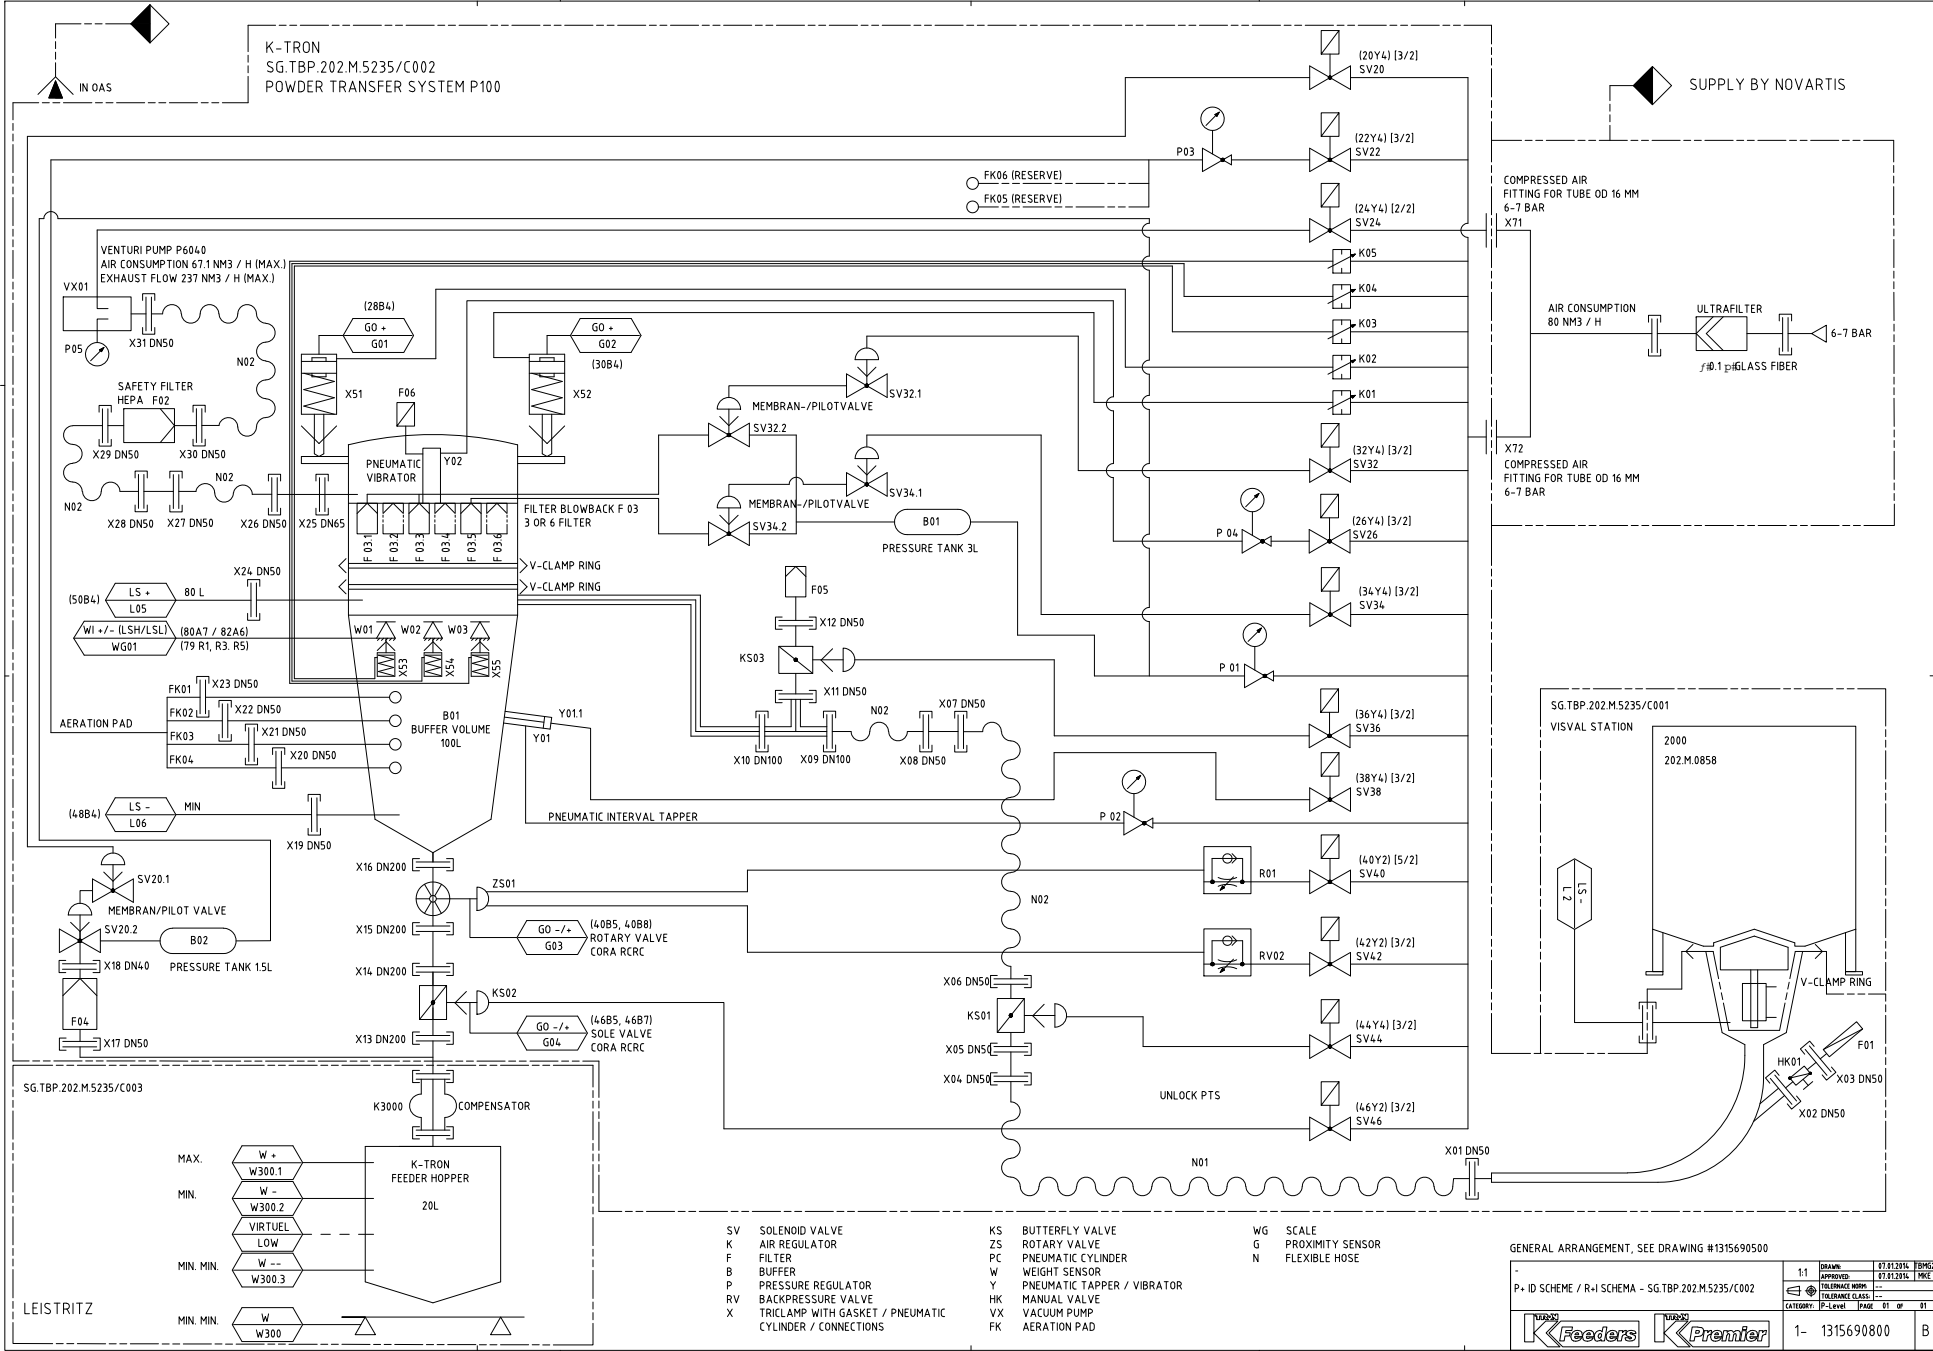 K-TRON
SG.TBP.202.M.5235/C002
POWDER TRANSFER SYSTEM P100
IN OAS
(20Y4) [3/2]
SV20
SUPPLY BY NOVARTIS
P03
(22Y4) [3/2]
SV22
FK06 (RESERVE)
FK05 (RESERVE)
COMPRESSED AIR
FITTING FOR TUBE OD 16 MM
6-7 BAR
X71
(24Y4) [2/2]
SV24
VENTURI PUMP P6040
AIR CONSUMPTION 67.1 NM3 / H (MAX.)
EXHAUST FLOW 237 NM3 / H (MAX.)
VX01
K05
K04
K03
K02
K01
AIR CONSUMPTION
80 NM3 / H
ULTRAFILTER
6-7 BAR
GLASS FIBER
(28B4)
GO +
G01
GO +
G02
(30B4)
P05
X31 DN50
N02
SAFETY FILTER
HEPA F02
X51
F06
X52
SV32.1
MEMBRAN-/PILOTVALVE
SV32.2
X29 DN50
X30 DN50
PNEUMATIC
VIBRATOR
Y02
(32Y4) [3/2]
SV32
X72
COMPRESSED AIR
FITTING FOR TUBE OD 16 MM
6-7 BAR
N02
N02
X28 DN50
X27 DN50
X26 DN50
X25 DN65
SV34.1
MEMBRAN-/PILOTVALVE
SV34.2
FILTER BLOWBACK F 03
3 OR 6 FILTER
F 03.1
F 03.2
F 03.3
F 03.4
F 03.5
F 03.6
B01
PRESSURE TANK 3L
P 04
(26Y4) [3/2]
SV26
V-CLAMP RING
V-CLAMP RING
X24 DN50
(50B4)
LS +
L05
80 L
F05
X12 DN50
(34Y4) [3/2]
SV34
WI +/- (LSH/LSL)
WG01
(80A7 / 82A6)
(79 R1, R3. R5)
W01
W02
W03
X53
X54
X55
KS03
X11 DN50
P 01
FK01
X23 DN50
FK02
X22 DN50
FK03
X21 DN50
FK04
X20 DN50
AERATION PAD
B01
BUFFER VOLUME
100L
Y01.1
Y01
X10 DN100
X09 DN100
N02
X08 DN50
X07 DN50
(36Y4) [3/2]
SV36
(38Y4) [3/2]
SV38
SG.TBP.202.M.5235/C001
VISVAL STATION
2000
202.M.0858
(48B4)
LS -
L06
MIN
X19 DN50
PNEUMATIC INTERVAL TAPPER
P 02
X16 DN200
ZS01
R01
(40Y2) [5/2]
SV40
SV20.1
MEMBRAN/PILOT VALVE
SV20.2
B02
PRESSURE TANK 1.5L
X18 DN40
F04
X17 DN50
X15 DN200
GO -/+
G03
(40B5, 40B8)
ROTARY VALVE
CORA RCRC
N02
RV02
(42Y2) [3/2]
SV42
LS -
L 2
X14 DN200
KS02
X06 DN50
KS01
V-CLAMP RING
GO -/+
G04
(46B5, 46B7)
SOLE VALVE
CORA RCRC
X13 DN200
X05 DN50
X04 DN50
(44Y4) [3/2]
SV44
F01
HK01
X03 DN50
X02 DN50
SG.TBP.202.M.5235/C003
K3000
COMPENSATOR
UNLOCK PTS
(46Y2) [3/2]
SV46
N01
X01 DN50
MAX.
W +
W300.1
K-TRON
FEEDER HOPPER
20L
MIN.
W -
W300.2
VIRTUEL
LOW
MIN. MIN.
W --
W300.3
LEISTRITZ
MIN. MIN.
W
W300
SV SOLENOID VALVE
K AIR REGULATOR
F FILTER
B BUFFER
P PRESSURE REGULATOR
RV BACKPRESSURE VALVE
X TRICLAMP WITH GASKET / PNEUMATIC
CYLINDER / CONNECTIONS
KS BUTTERFLY VALVE
ZS ROTARY VALVE
PC PNEUMATIC CYLINDER
W WEIGHT SENSOR
Y PNEUMATIC TAPPER / VIBRATOR
HK MANUAL VALVE
VX VACUUM PUMP
FK AERATION PAD
WG SCALE
G PROXIMITY SENSOR
N FLEXIBLE HOSE
GENERAL ARRANGEMENT, SEE DRAWING #1315690500
-
P+ ID SCHEME / R+I SCHEMA - SG.TBP.202.M.5235/C002
1:1
DRAWN: 07.01.2014
APPROVED: 07.01.2014 MKE
TOLERNACE NORM: --
TOLERANCE CLASS: --
CATEGORY: P-Level PAGE 01 OF 01
K-TRON Feeders
K-TRON Premier
1- 1315690800 B